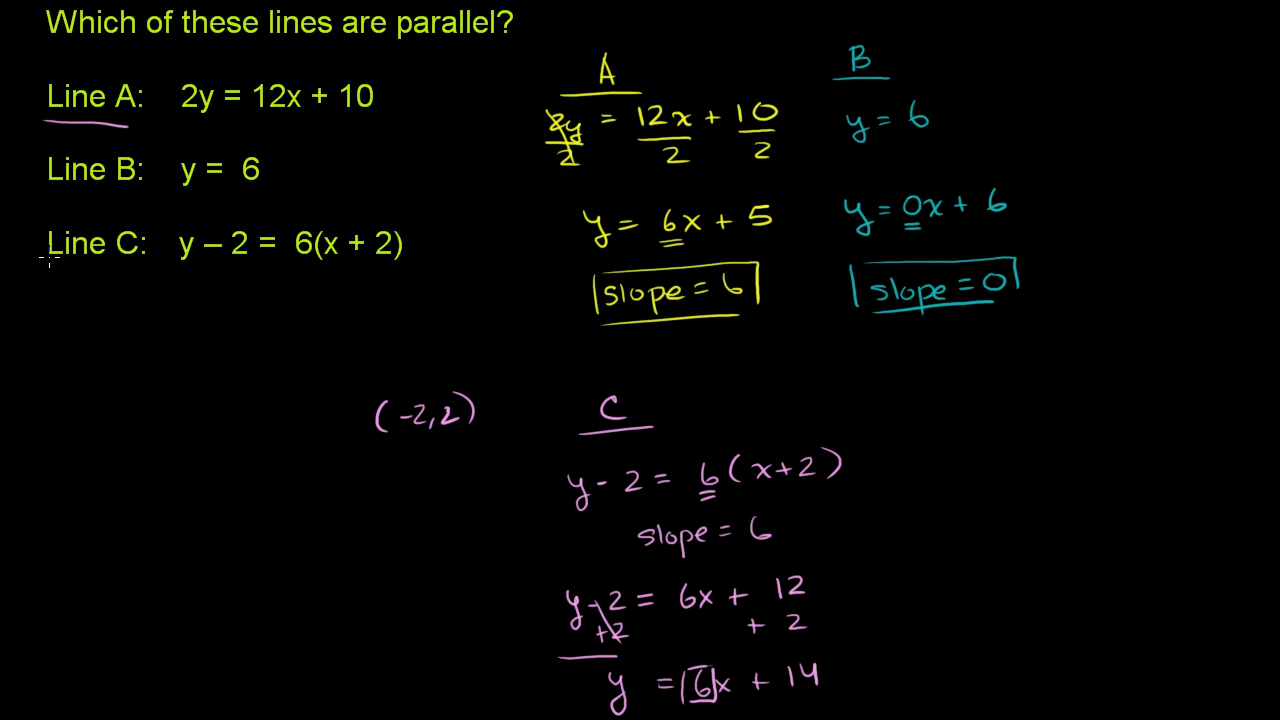 Which of these lines are parallel?
Line A: 2y = 12x + 10
Line B: y = 6
Line C: y – 2 = 6(x + 2)
A
2y/2 = 12x/2 + 10/2
y = 6x + 5
slope = 6
B
y = 6
y = 0x + 6
slope = 0
(-2,2)
C
y - 2 = 6(x+2)
slope = 6
y - 2 = 6x + 12
+2 + 2
y = 6x + 14